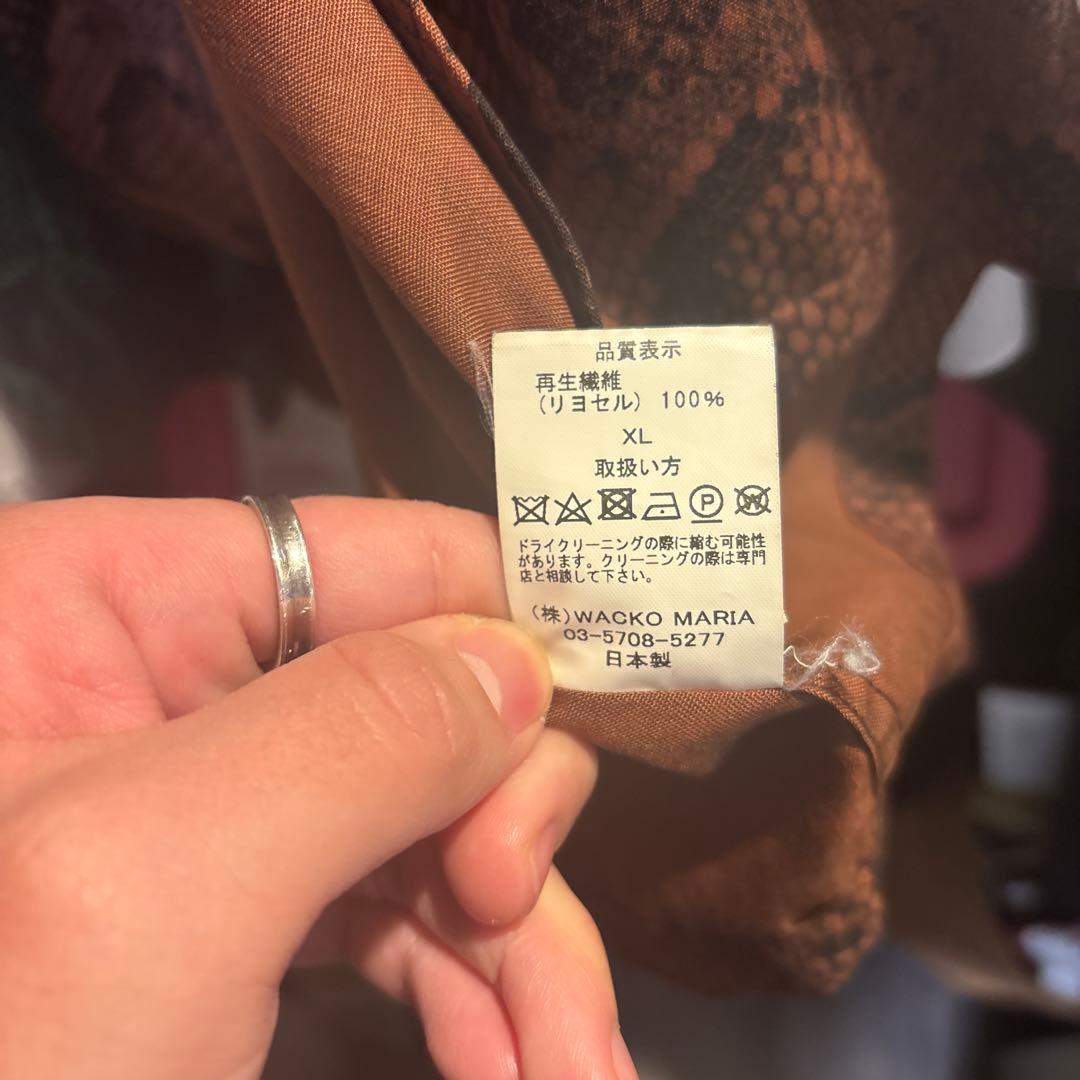 品質表示
再生繊維
(リヨセル) 100%
XL
取扱い方
P W
ドライクリーニングの際に縮む可能性
があります。クリーニングの際は専門
店と相談して下さい。
(株)WACKO MARIA
03-5708-5277
日本製